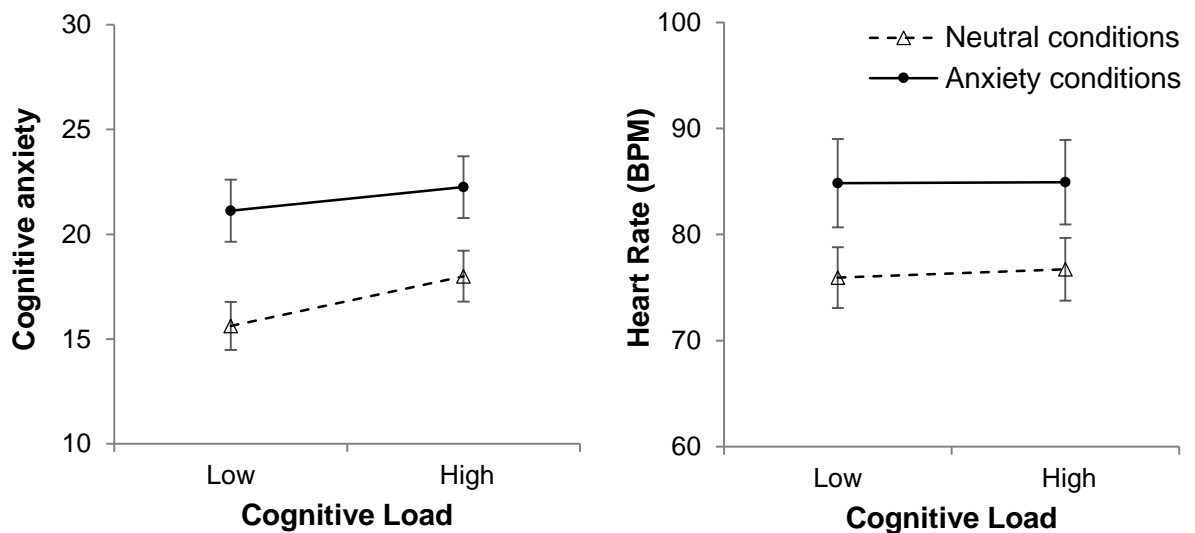 Cognitive anxiety
30
25
20
15
10
Low
High
Cognitive Load
Heart Rate (BPM)
100
90
80
70
60
Low
High
Cognitive Load
Neutral conditions
Anxiety conditions